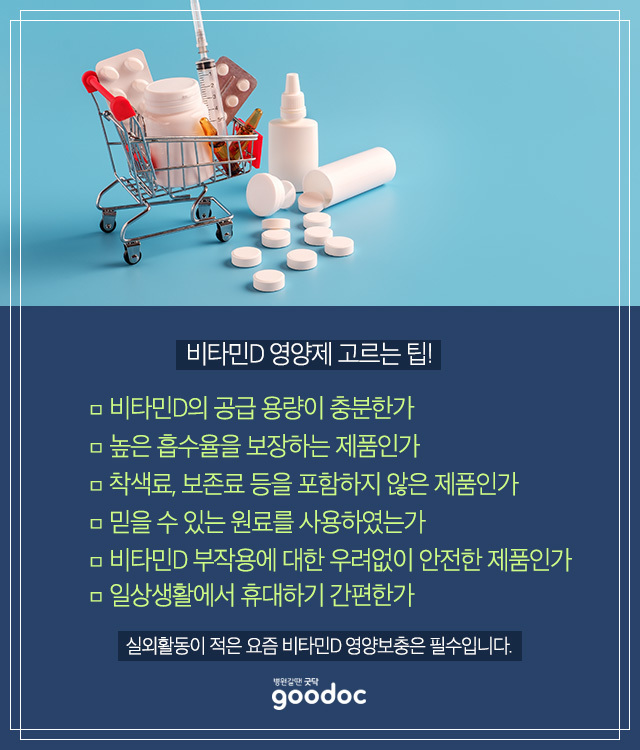 비타민D 영양제 고르는 팁!
비타민D의 공급 용량이 충분한가
높은 흡수율을 보장하는 제품인가
착색료, 보존료 등을 포함하지 않은 제품인가
믿을 수 있는 원료를 사용하였는가
비타민D 부작용에 대한 우려없이 안전한 제품인가
일상생활에서 휴대하기 간편한가
실외활동이 적은 요즘 비타민D 영양보충은 필수입니다.
병원갈땐 굿닥
goodoc